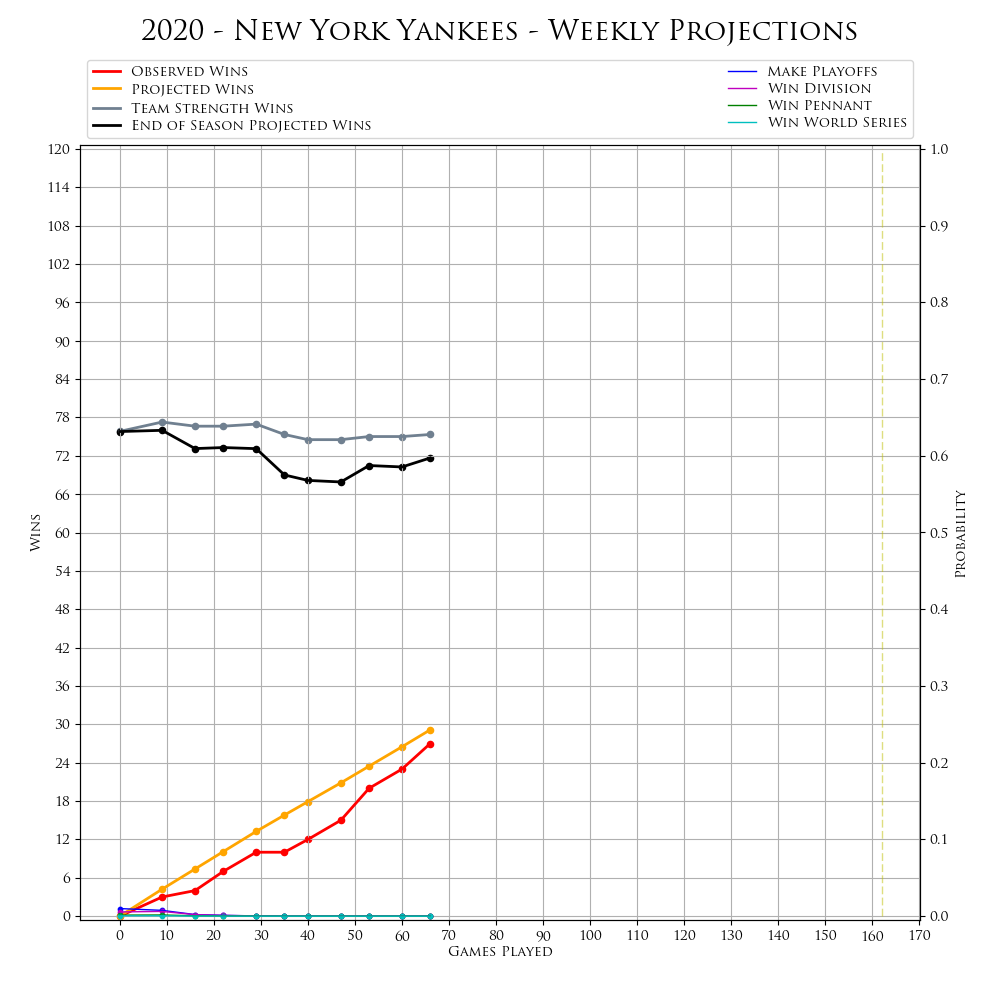 2020 - New York Yankees - Weekly Projections
Observed Wins
Projected Wins
Team Strength Wins
End of Season Projected Wins
Make Playoffs
Win Division
Win Pennant
Win World Series
120
114
108
102
96
90
84
78
72
66
60
54
48
42
36
30
24
18
12
6
0
Wins
1.0
0.9
0.8
0.7
0.6
0.5
0.4
0.3
0.2
0.1
0.0
Probability
0 10 20 30 40 50 60 70 80 90 100 110 120 130 140 150 160 170
Games Played